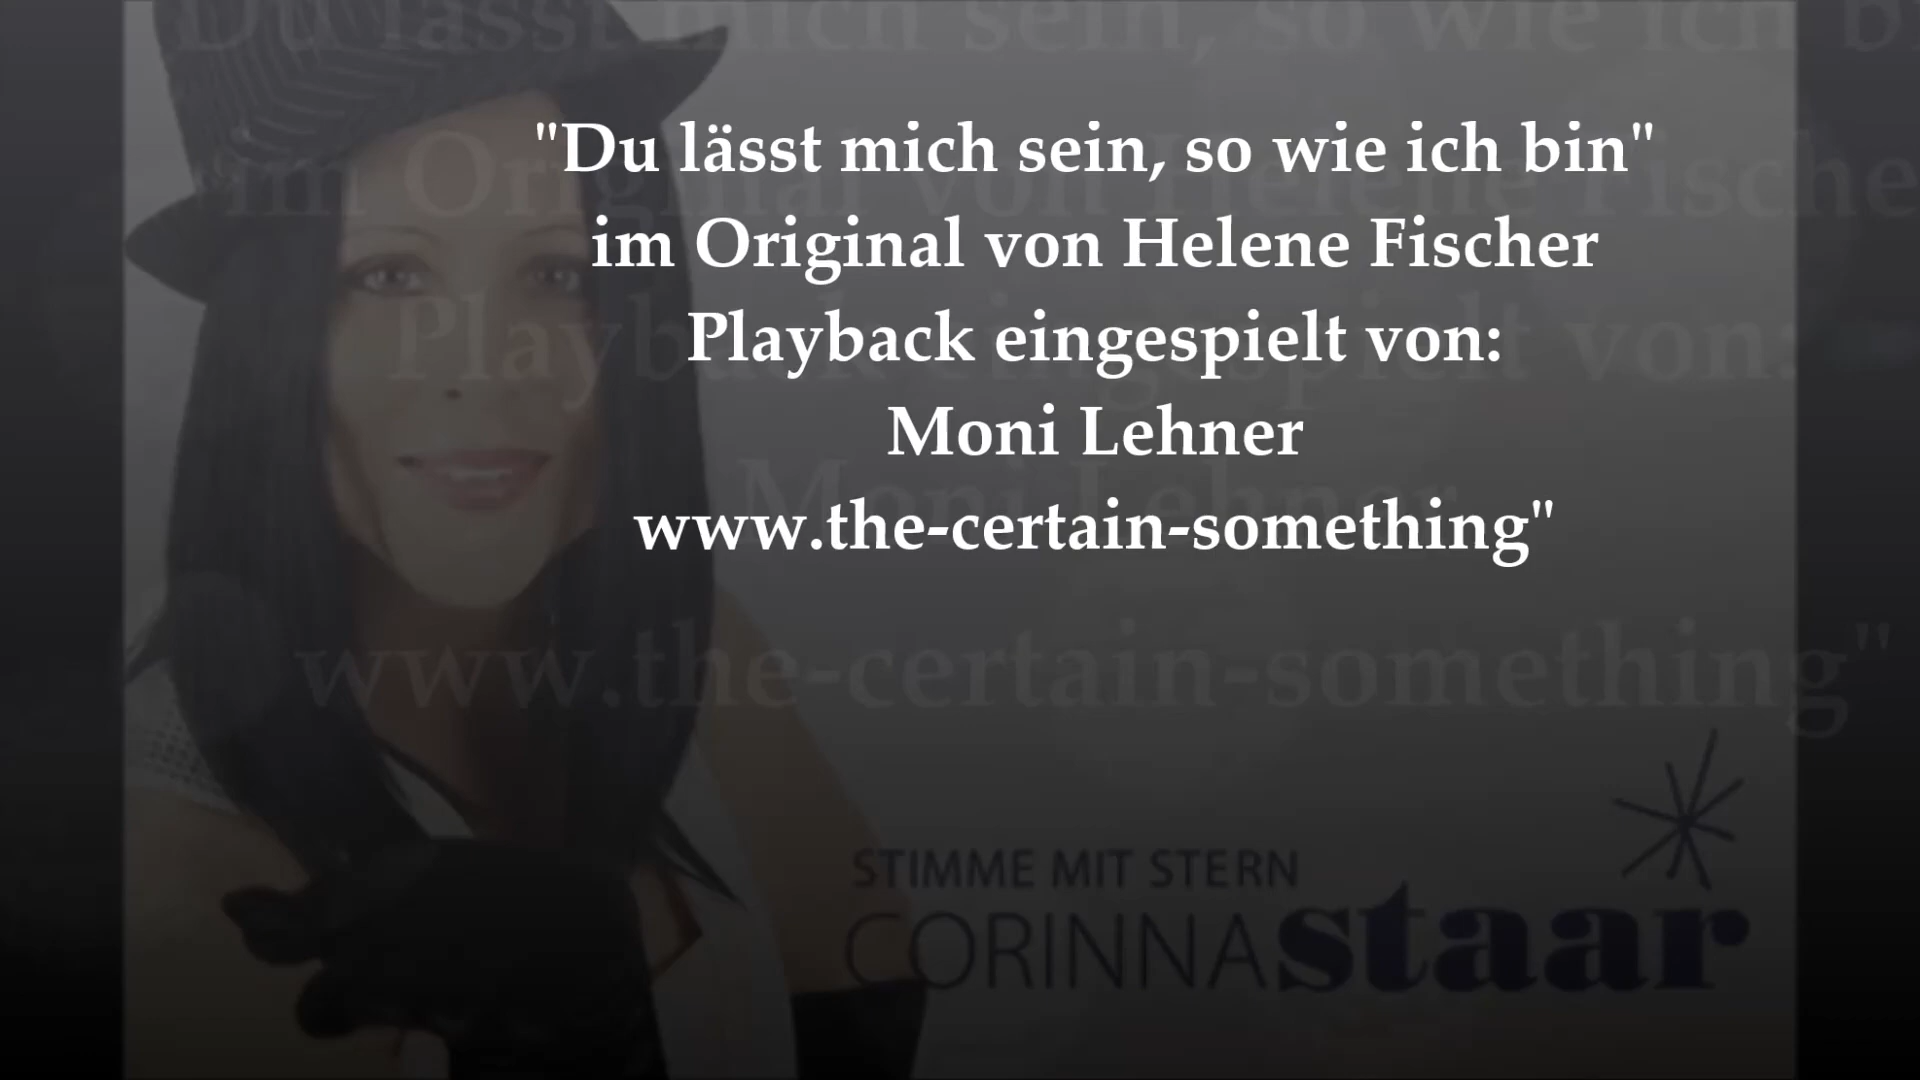 "Du lässt mich sein, so wie ich bin"
im Original von Helene Fischer
Playback eingespielt von:
Moni Lehner
www.the-certain-something"
STIMME MIT STERN
CORINNAstaar